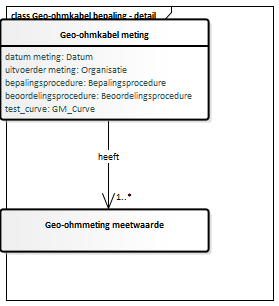 class Geo-ohmkabel bepaling - detail
Geo-ohmkabel meting
datum meting: Datum
uitvoerder meting: Organisatie
bepalingsprocedure: Bepalingsprocedure
beoordelingsprocedure: Beoordelingsprocedure
test_curve: GM_Curve
heeft
1..*
Geo-ohmmeting meetwaarde